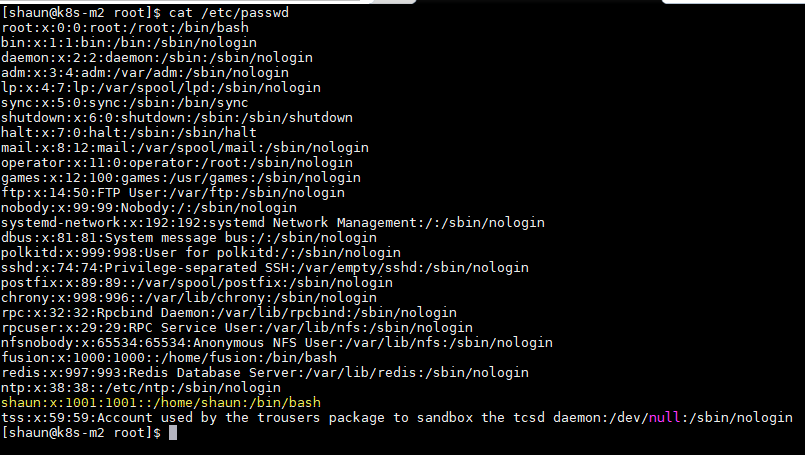 [shaun@k8s-m2 root]$ cat /etc/passwd
root:x:0:0:root:/root:/bin/bash
bin:x:1:1:bin:/bin:/sbin/nologin
daemon:x:2:2:daemon:/sbin:/sbin/nologin
adm:x:3:4:adm:/var/adm:/sbin/nologin
lp:x:4:7:lp:/var/spool/lpd:/sbin/nologin
sync:x:5:0:sync:/sbin:/bin/sync
shutdown:x:6:0:shutdown:/sbin:/sbin/shutdown
halt:x:7:0:halt:/sbin:/sbin/halt
mail:x:8:12:mail:/var/spool/mail:/sbin/nologin
operator:x:11:0:operator:/root:/sbin/nologin
games:x:12:100:games:/usr/games:/sbin/nologin
ftp:x:14:50:FTP User:/var/ftp:/sbin/nologin
nobody:x:99:99:Nobody:/:/sbin/nologin
systemd-network:x:192:192:systemd Network Management:/:/sbin/nologin
dbus:x:81:81:System message bus:/:/sbin/nologin
polkitd:x:999:998:User for polkitd:/:/sbin/nologin
sshd:x:74:74:Privilege-separated SSH:/var/empty/sshd:/sbin/nologin
postfix:x:89:89::/var/spool/postfix:/sbin/nologin
chrony:x:998:996::/var/lib/chrony:/sbin/nologin
rpc:x:32:32:Rpcbind Daemon:/var/lib/rpcbind:/sbin/nologin
rpcuser:x:29:29:RPC Service User:/var/lib/nfs:/sbin/nologin
nfsnobody:x:65534:65534:Anonymous NFS User:/var/lib/nfs:/sbin/nologin
fusion:x:1000:1000::/home/fusion:/bin/bash
redis:x:997:993:Redis Database Server:/var/lib/redis:/sbin/nologin
ntp:x:38:38::/etc/ntp:/sbin/nologin
shaun:x:1001:1001::/home/shaun:/bin/bash
tss:x:59:59:Account used by the trousers package to sandbox the tcsd daemon:/dev/null:/sbin/nologin
[shaun@k8s-m2 root]$